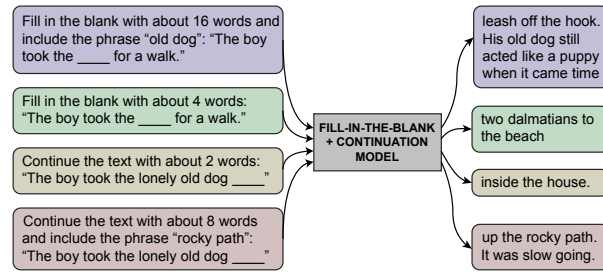 Fill in the blank with about 16 words and
include the phrase “old dog”: “The boy
took the ____ for a walk.”
Fill in the blank with about 4 words:
“The boy took the ____ for a walk.”
Continue the text with about 2 words:
“The boy took the lonely old dog ____”
Continue the text with about 8 words
and include the phrase “rocky path”:
“The boy took the lonely old dog ____”
FILL-IN-THE-BLANK
+ CONTINUATION
MODEL
leash off the hook.
His old dog still
acted like a puppy
when it came time
two dalmatians to
the beach
inside the house.
up the rocky path.
It was slow going.